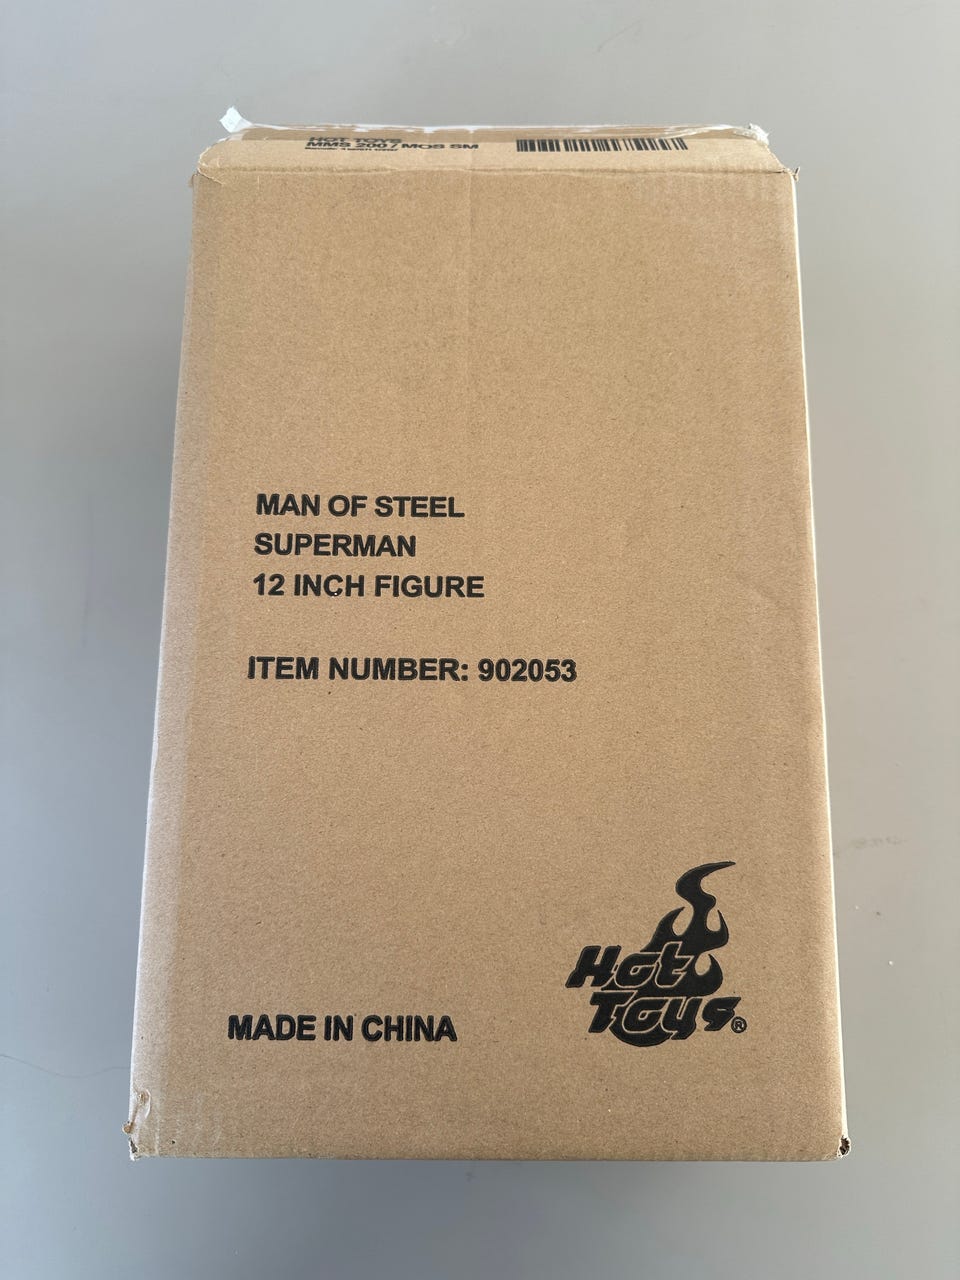 HOT TOYS
MMS 200 / MOS SM
MAN OF STEEL
SUPERMAN
12 INCH FIGURE
ITEM NUMBER: 902053
Hot
Toys®
MADE IN CHINA